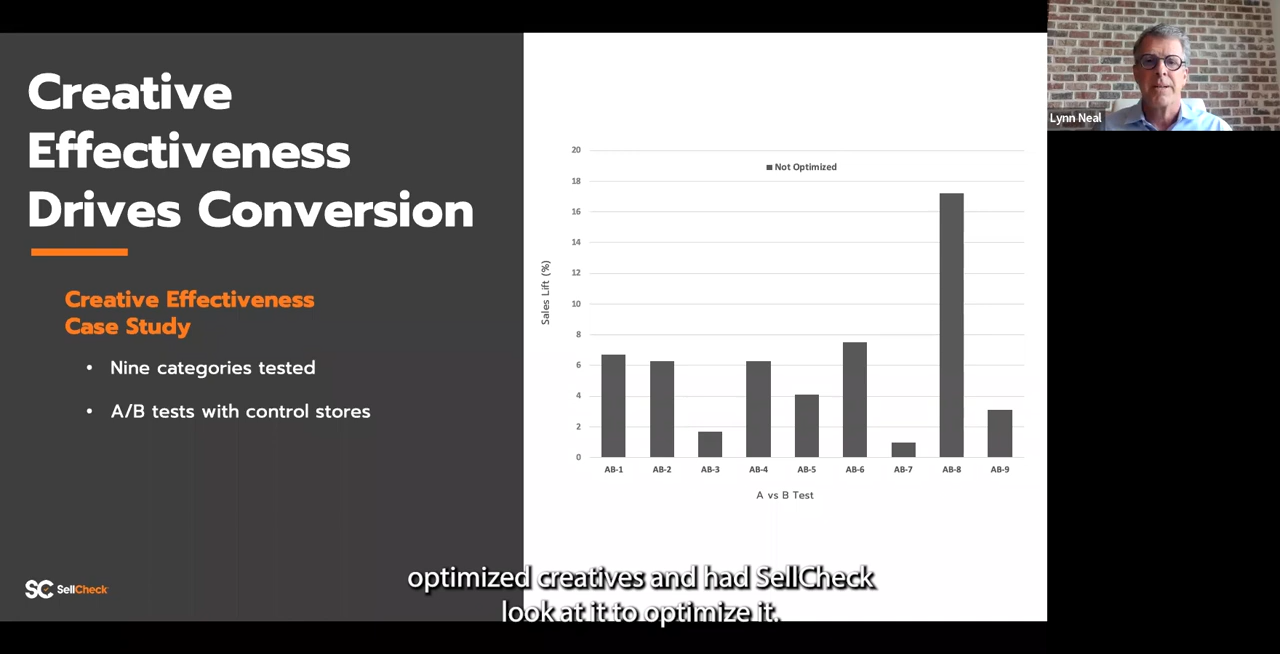 Creative
Effectiveness
Drives Conversion
Creative Effectiveness
Case Study
• Nine categories tested
• A/B tests with control stores
SC SellCheck
20
18
16
14
12
10
8
6
4
2
0
Sales Lift (%)
Not Optimized
AB-1 AB-2 AB-3 AB-4 AB-5 AB-6 AB-7 AB-8 AB-9
A vs B Test
Lynn Neal
optimized creatives and had SellCheck
look at it to optimize it.